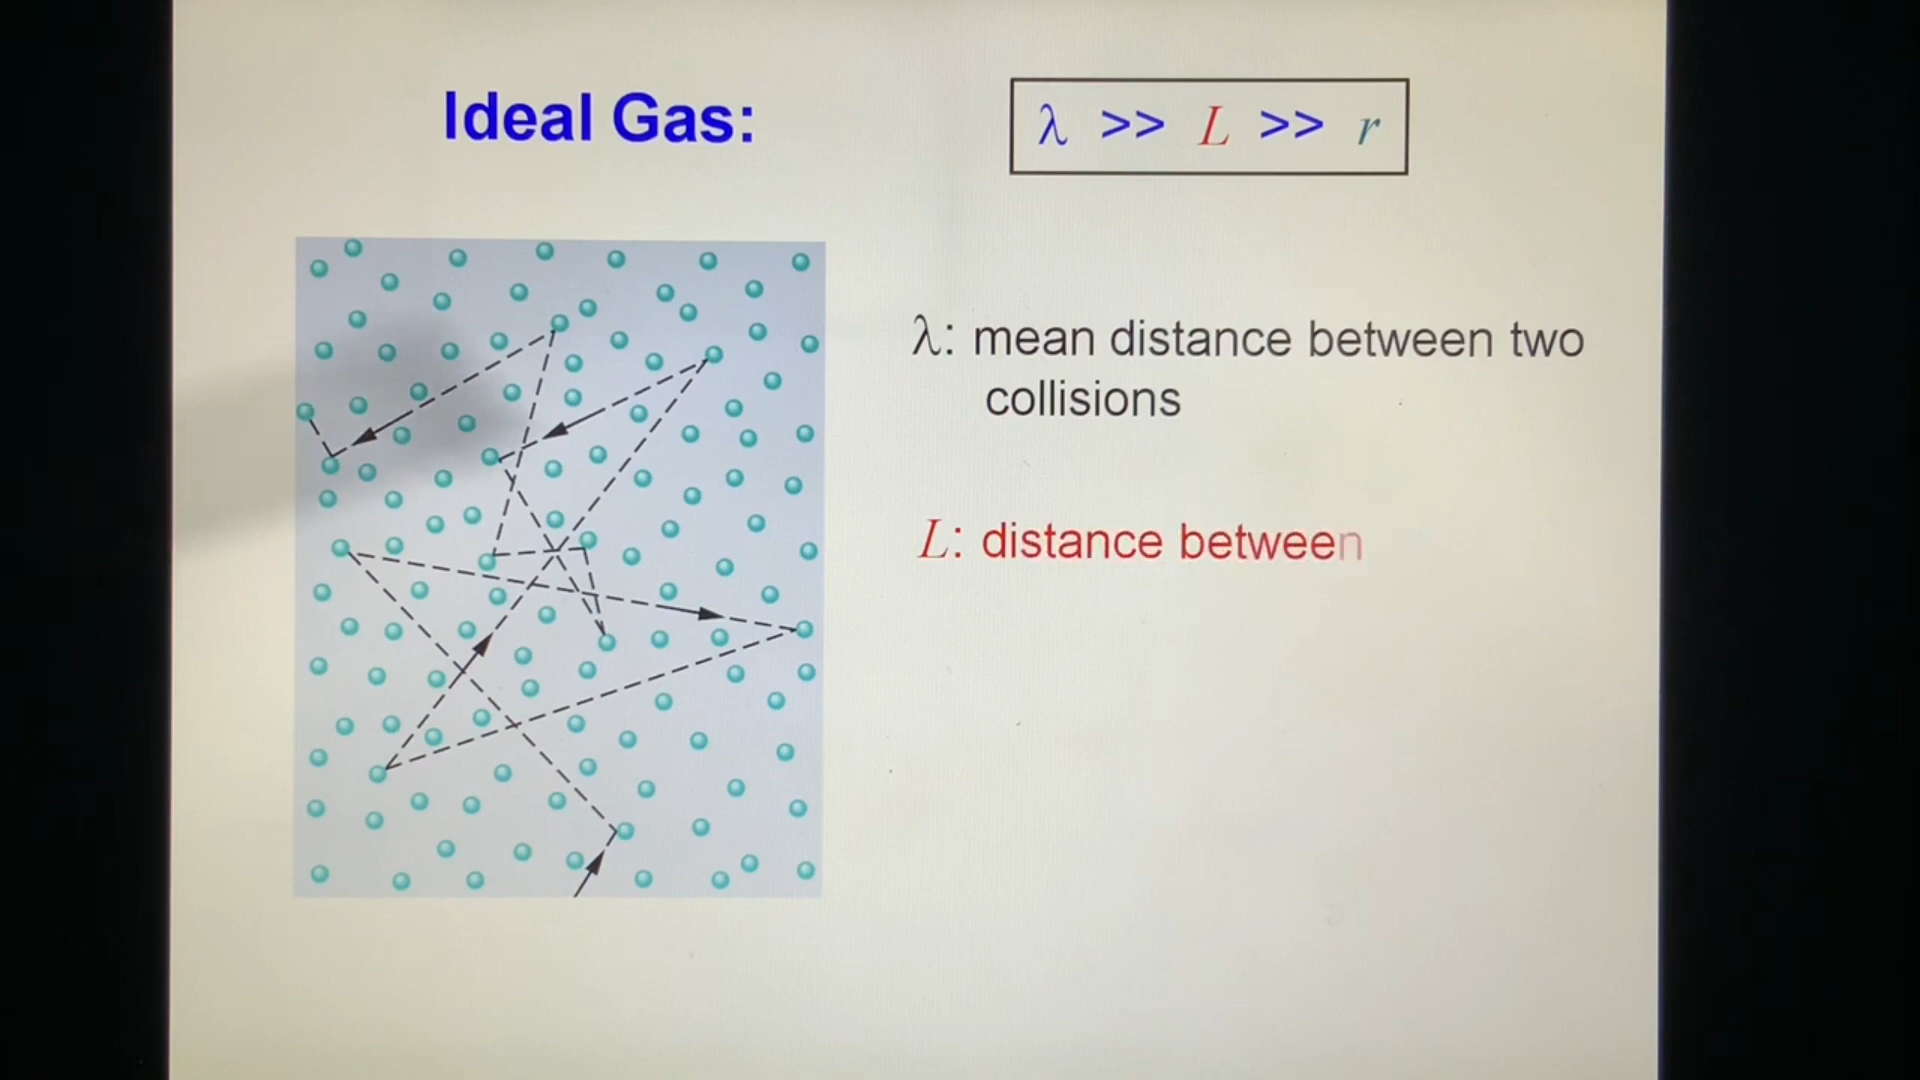 Ideal Gas:
λ >> L >> r
λ: mean distance between two
collisions
L: distance between